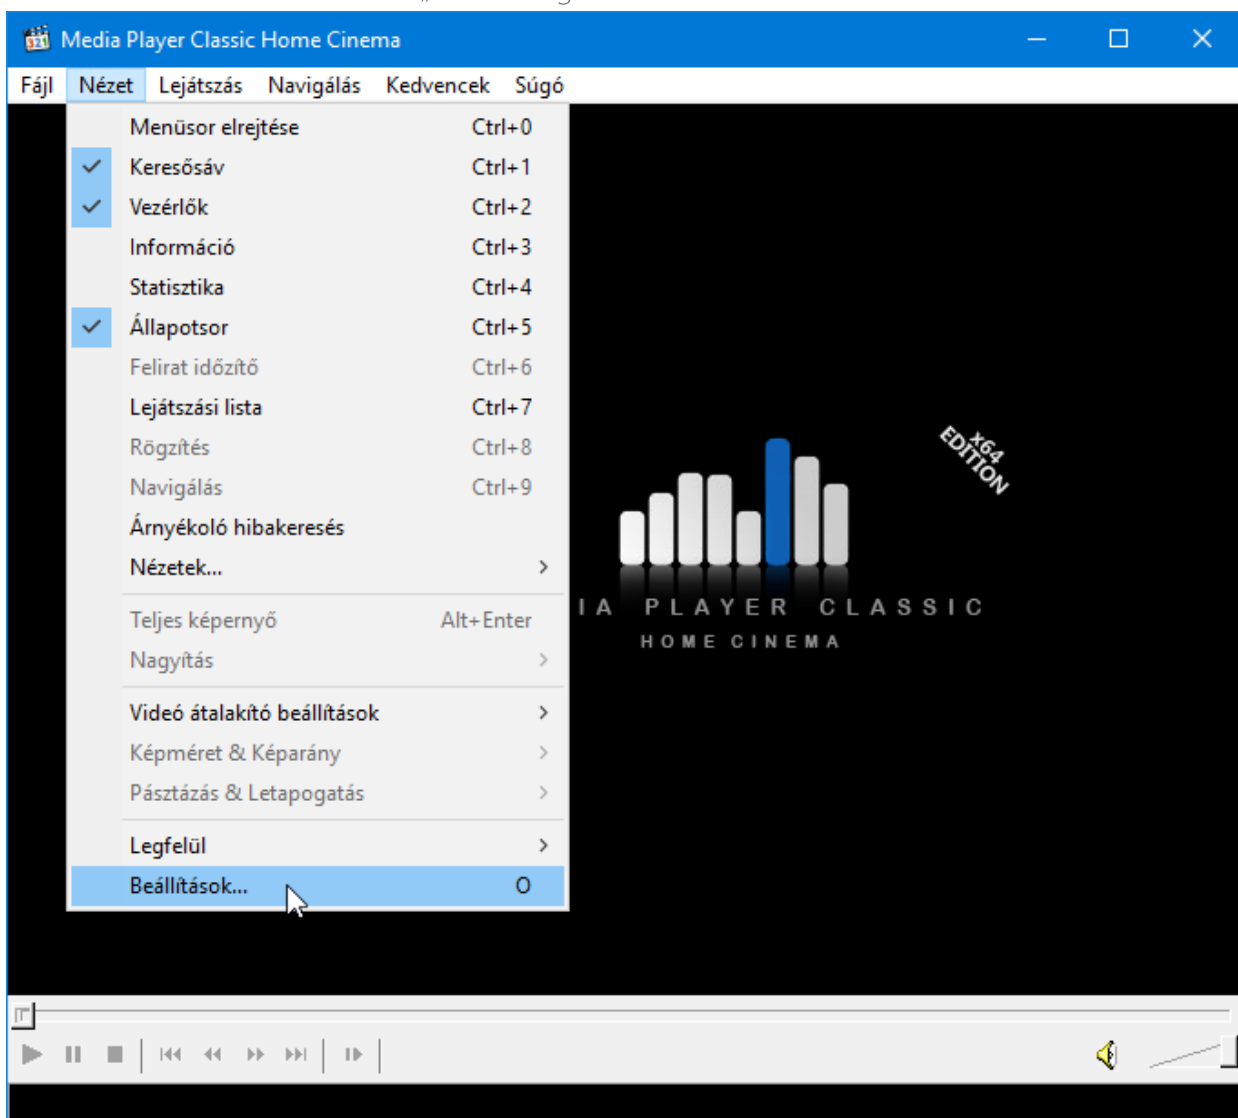 Media Player Classic Home Cinema
Fájl Nézet Lejátszás Navigálás Kedvencek Súgó
Menüsor elrejtése Ctrl+0
Keresősáv Ctrl+1
Vezérlők Ctrl+2
Információ Ctrl+3
Statisztika Ctrl+4
Állapotsor Ctrl+5
Felirat időzítő Ctrl+6
Lejátszási lista Ctrl+7
Rögzítés Ctrl+8
Navigálás Ctrl+9
Árnyékoló hibakeresés
Nézetek...
Teljes képernyő Alt+Enter
Nagyítás
Videó átalakító beállítások
Képméret & Képarány
Pásztázás & Letapogatás
Legfelül
Beállítások... O
x64
EDITION
IA PLAYER CLASSIC
HOME CINEMA